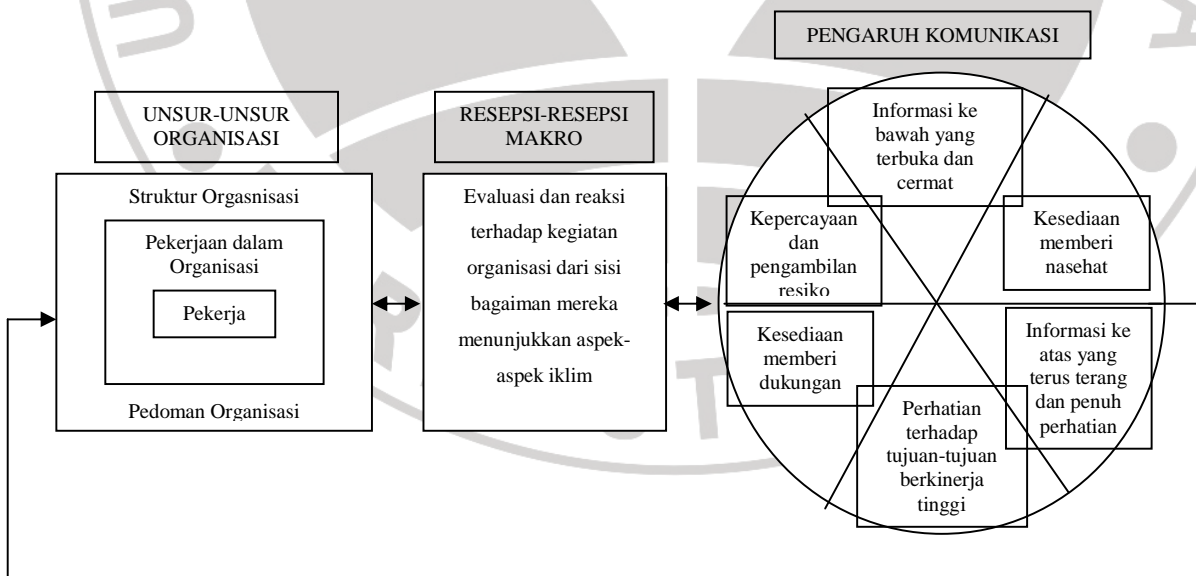 PENGARUH KOMUNIKASI
UNSUR-UNSUR
ORGANISASI
RESEPSI-RESEPSI
MAKRO
Struktur Orgasnisasi
Pekerjaan dalam
Organisasi
Pekerja
Pedoman Organisasi
Evaluasi dan reaksi
terhadap kegiatan
organisasi dari sisi
bagaiman mereka
menunjukkan aspek-
aspek iklim
Informasi ke
bawah yang
terbuka dan
cermat
Kepercayaan
dan
pengambilan
resiko
Kesediaan
memberi
nasehat
Kesediaan
memberi
dukungan
Informasi ke
atas yang
terus terang
dan penuh
perhatian
Perhatian
terhadap
tujuan-tujuan
berkinerja
tinggi